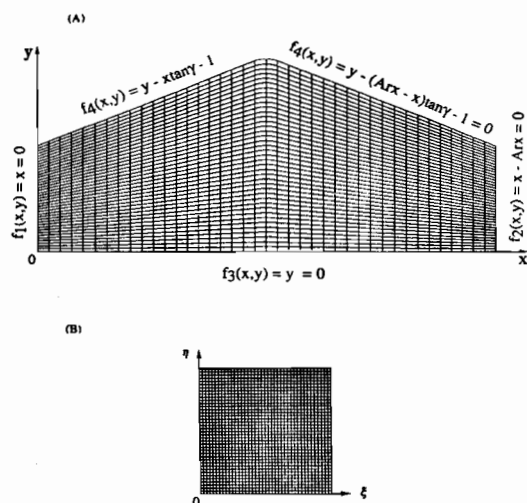 (A)
y
f4(x,y) = y - xtanγ - 1
f4(x,y) = y - (Arx - x)tanγ - 1 = 0
f1(x,y) = x = 0
f2(x,y) = x - Arx = 0
0
x
f3(x,y) = y = 0
(B)
η
0
ξ